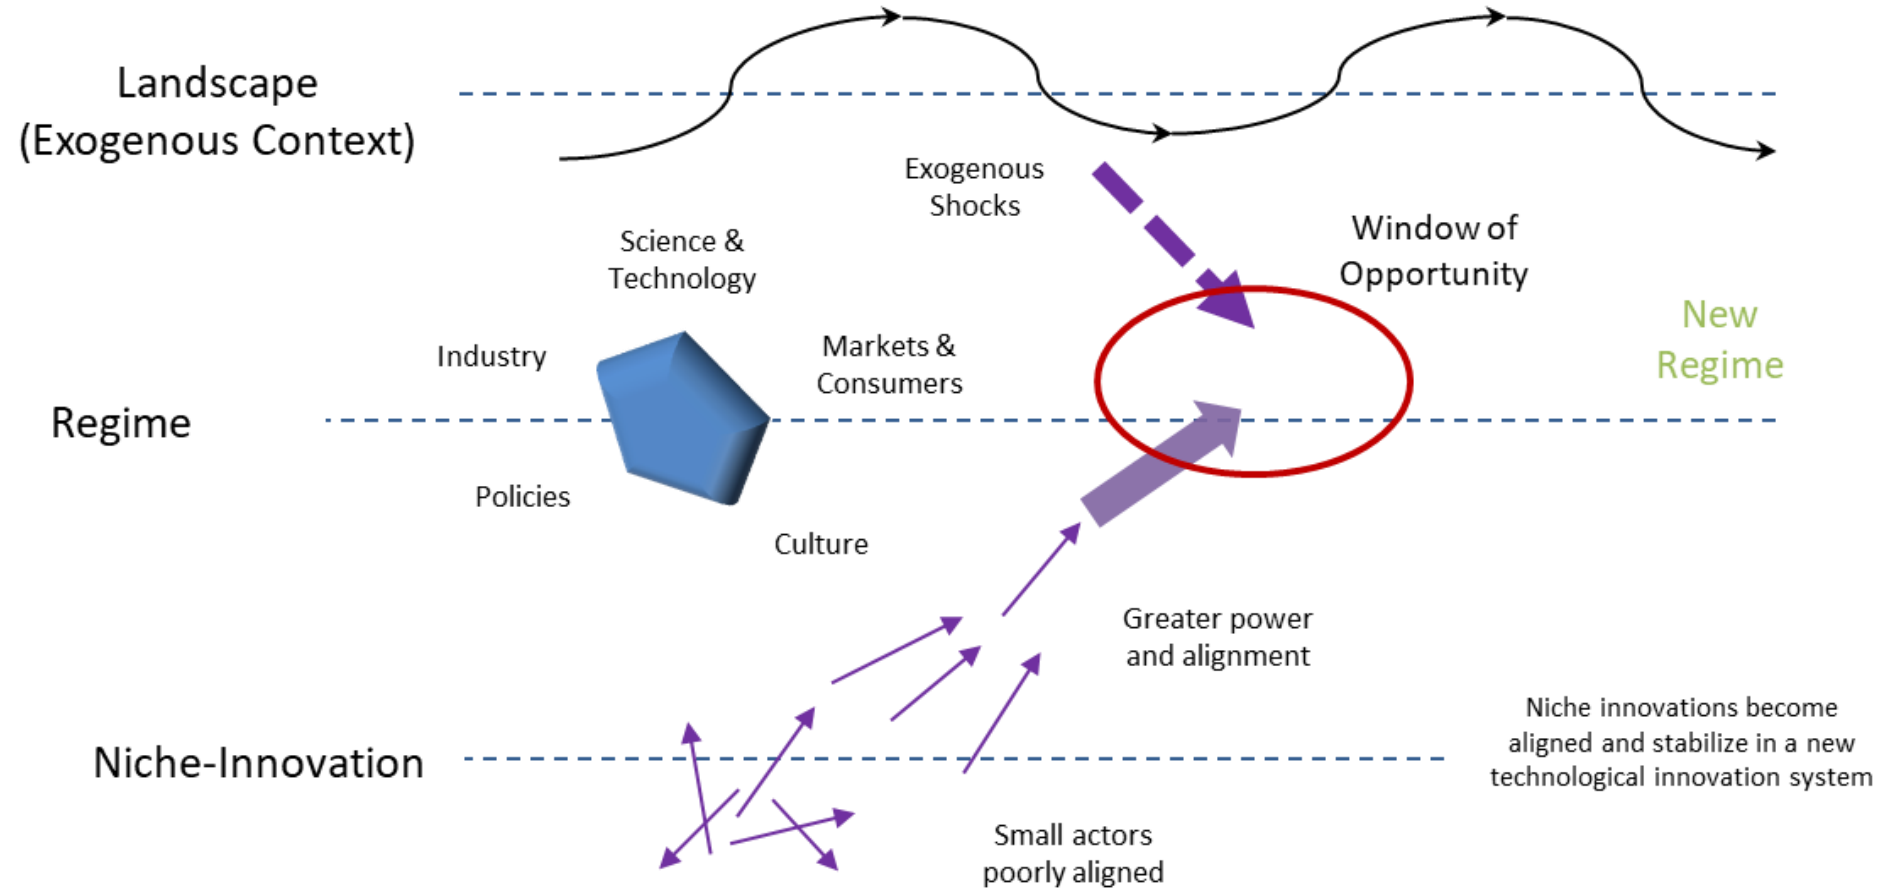 Landscape
(Exogenous Context)
Exogenous
Shocks
Window of
Opportunity
Science &
Technology
New
Regime
Industry
Markets &
Consumers
Regime
Policies
Culture
Greater power
and alignment
Niche innovations become
aligned and stabilize in a new
technological innovation system
Niche-Innovation
Small actors
poorly aligned